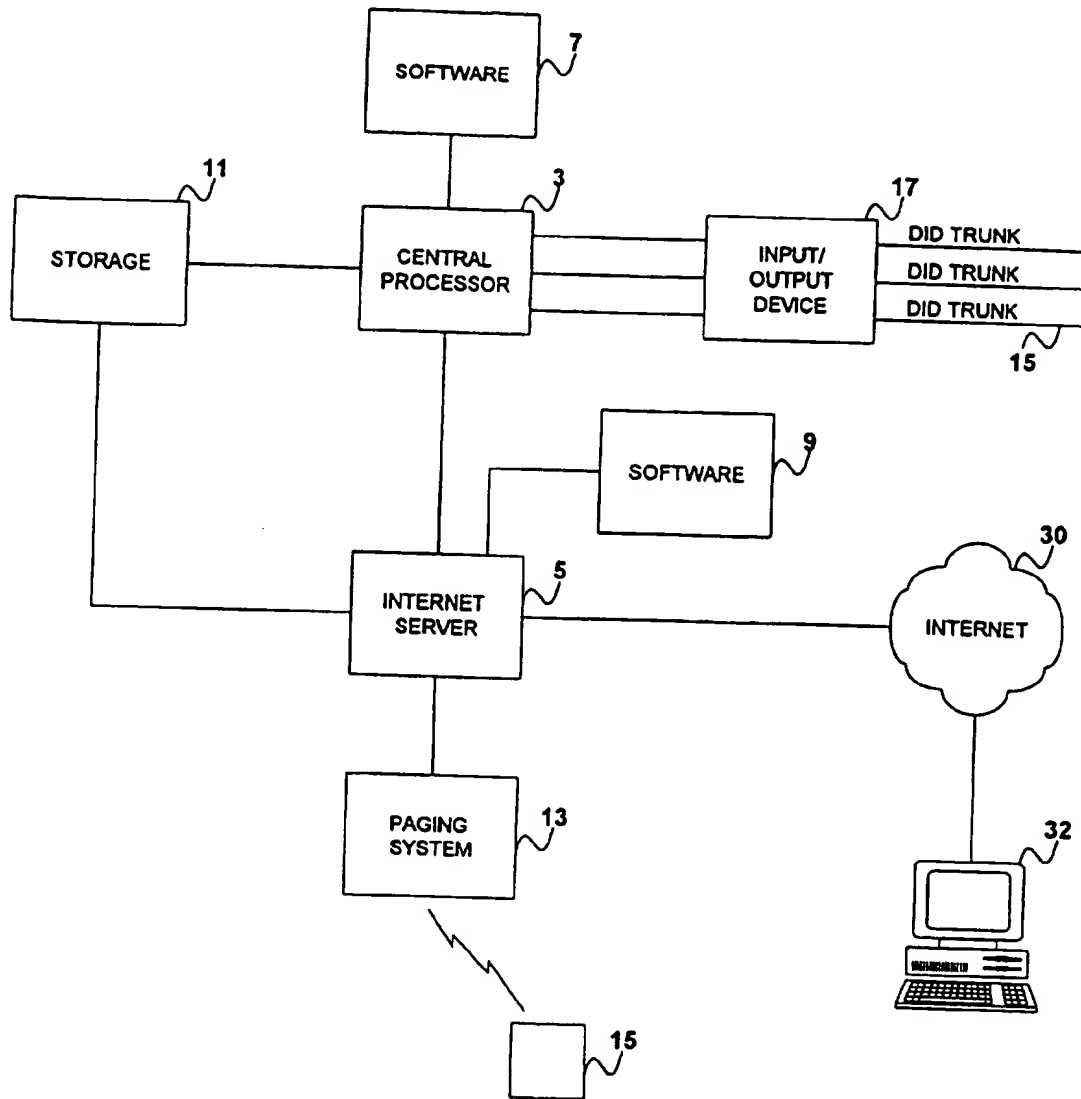 7
SOFTWARE
11
3
17
STORAGE
CENTRAL
PROCESSOR
INPUT/
OUTPUT
DEVICE
DID TRUNK
DID TRUNK
DID TRUNK
15
9
SOFTWARE
30
5
INTERNET
SERVER
INTERNET
13
PAGING
SYSTEM
32
15